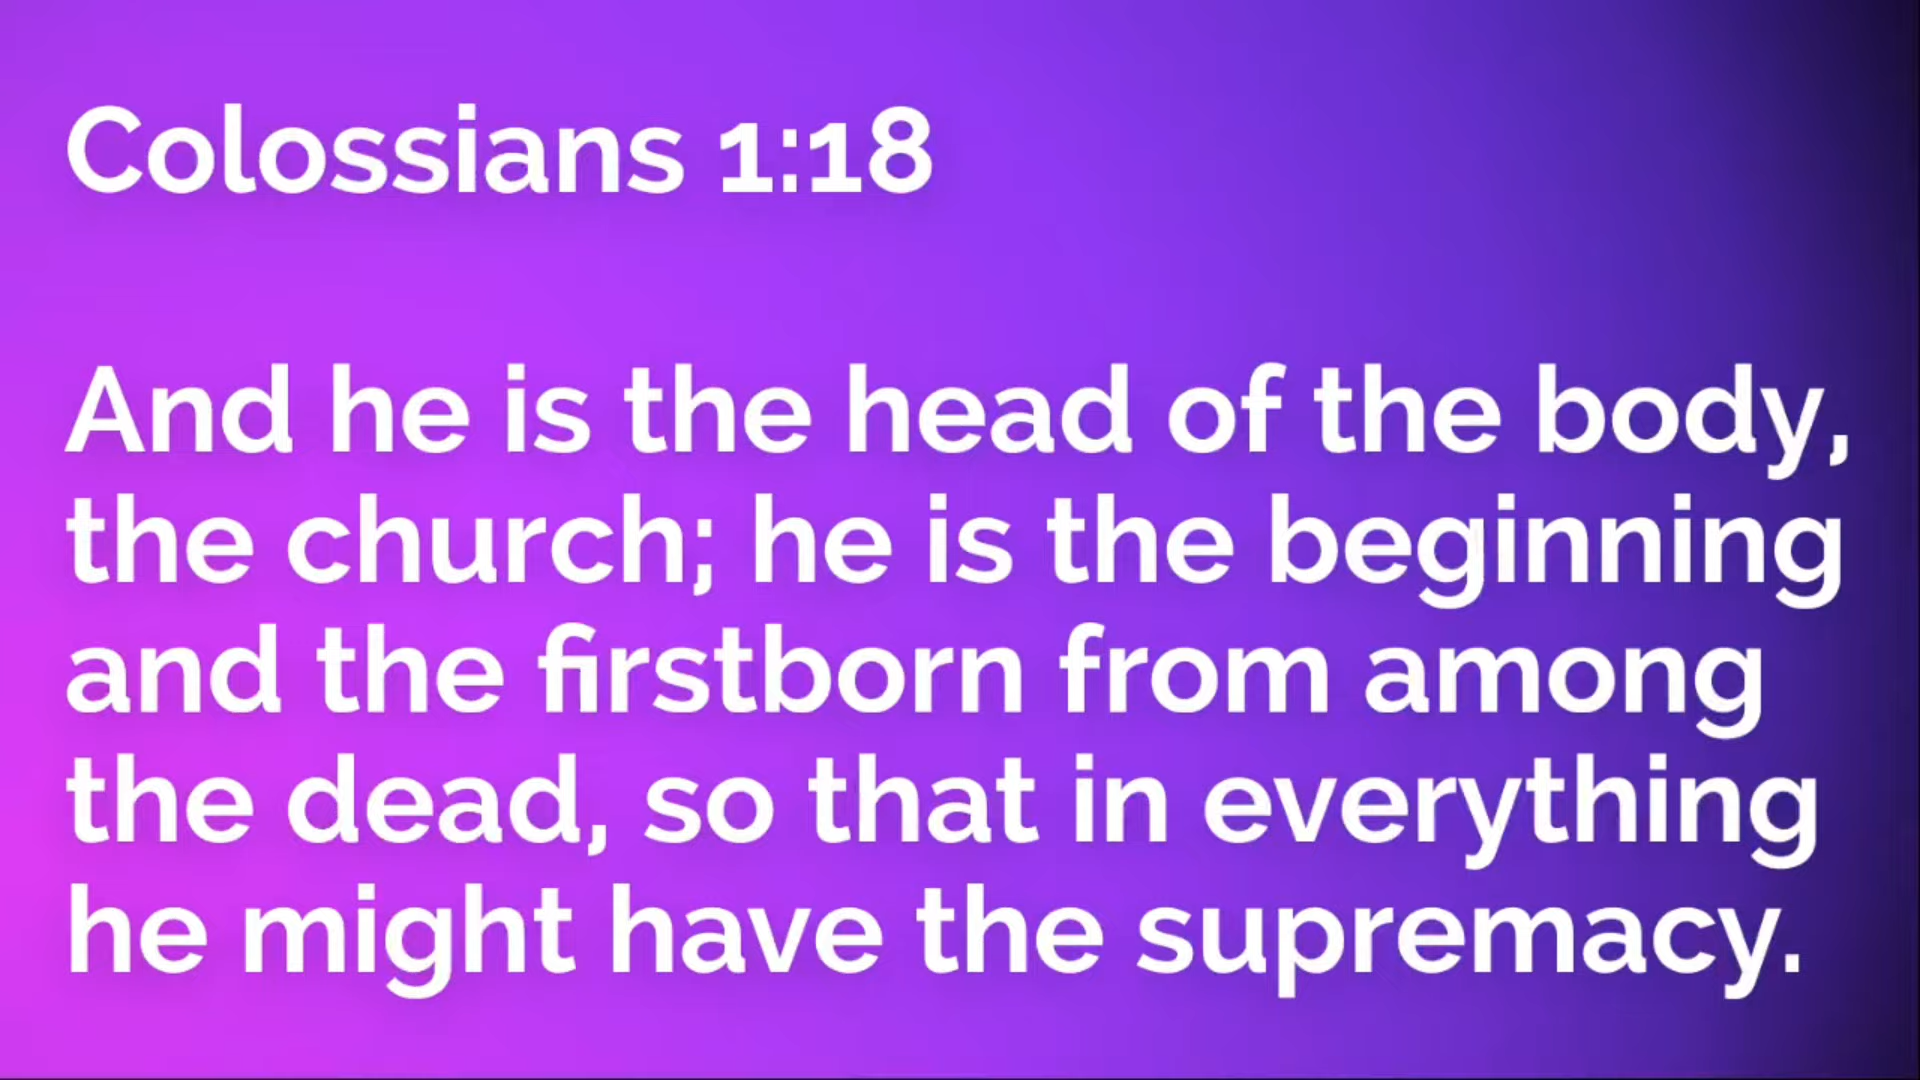 Colossians 1:18
And he is the head of the body,
the church; he is the beginning
and the firstborn from among
the dead, so that in everything
he might have the supremacy.